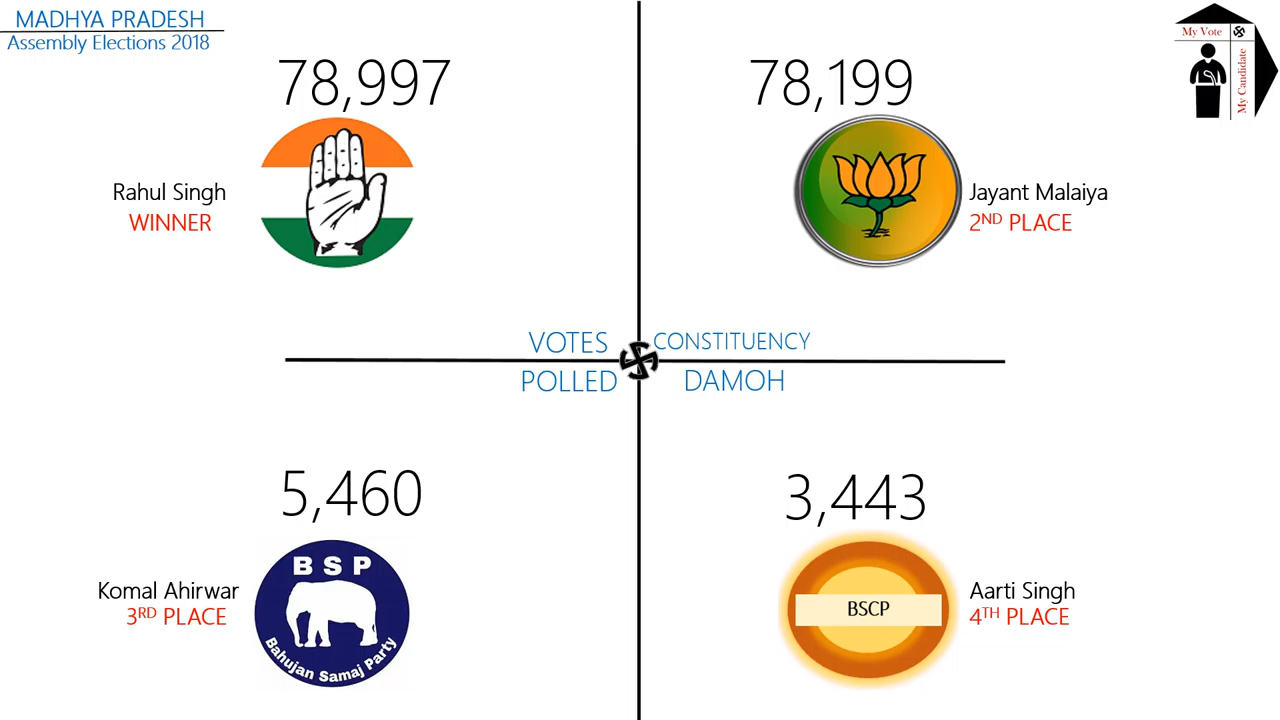 MADHYA PRADESH
Assembly Elections 2018
My Vote
My Candidate
78,997
Rahul Singh
WINNER
78,199
Jayant Malaiya
2ND PLACE
VOTES
POLLED
CONSTITUENCY
DAMOH
5,460
Komal Ahirwar
3RD PLACE
BSP
Bahujan Samaj Party
3,443
BSCP
Aarti Singh
4TH PLACE